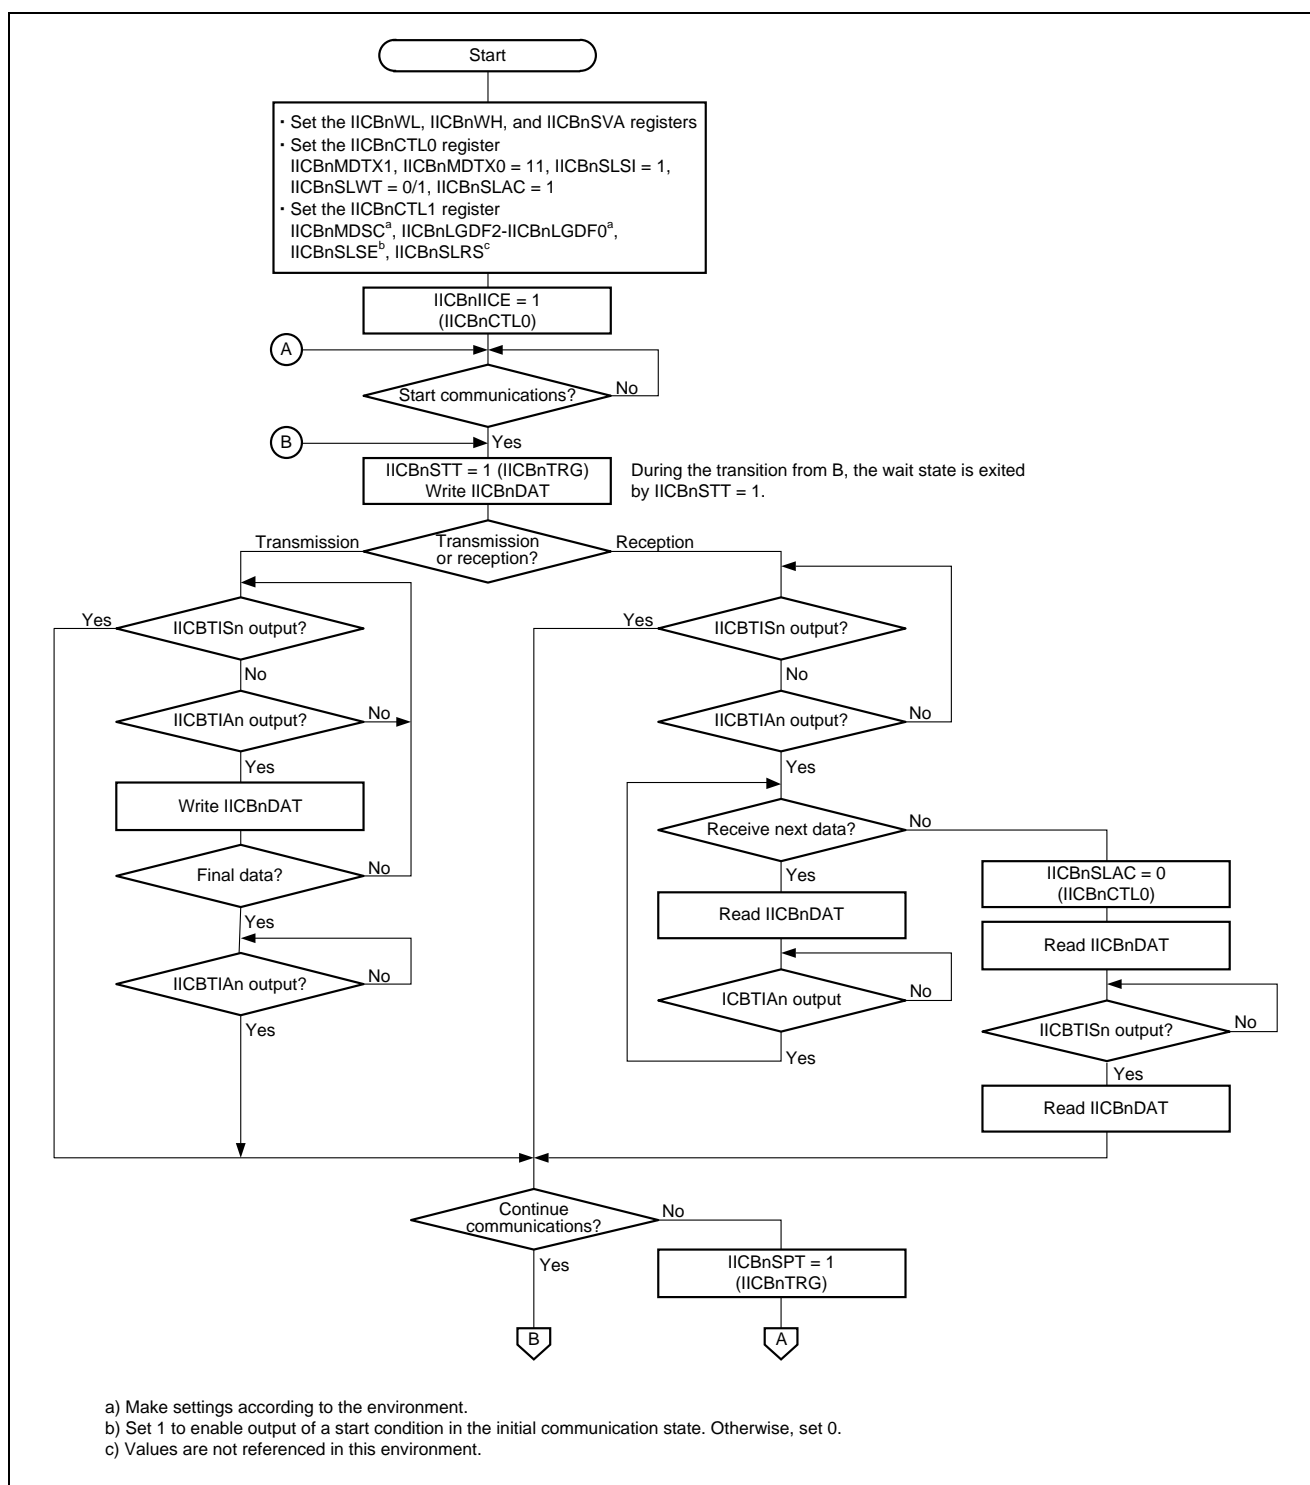 Start
・Set the IICBnWL, IICBnWH, and IICBnSVA registers
・Set the IICBnCTL0 register
IICBnMDTX1, IICBnMDTX0 = 11, IICBnSLSI = 1,
IICBnSLWT = 0/1, IICBnSLAC = 1
・Set the IICBnCTL1 register
IICBnMDSCa, IICBnLGDF2-IICBnLGDF0a,
IICBnSLSEb, IICBnSLRSc
IICBnIICE = 1
(IICBnCTL0)
A
Start communications?
No
B
Yes
IICBnSTT = 1 (IICBnTRG)
Write IICBnDAT
During the transition from B, the wait state is exited
by IICBnSTT = 1.
Transmission
Transmission
or reception?
Reception
Yes
IICBTISn output?
No
IICBTIAn output?
No
Yes
Write IICBnDAT
Final data?
No
Yes
IICBTIAn output?
No
Yes
Yes
IICBTISn output?
No
IICBTIAn output?
No
Yes
Receive next data?
No
Yes
Read IICBnDAT
ICBTIAn output
No
Yes
IICBnSLAC = 0
(IICBnCTL0)
Read IICBnDAT
IICBTISn output?
No
Yes
Read IICBnDAT
Continue
communications?
No
Yes
IICBnSPT = 1
(IICBnTRG)
B
A
a) Make settings according to the environment.
b) Set 1 to enable output of a start condition in the initial communication state. Otherwise, set 0.
c) Values are not referenced in this environment.